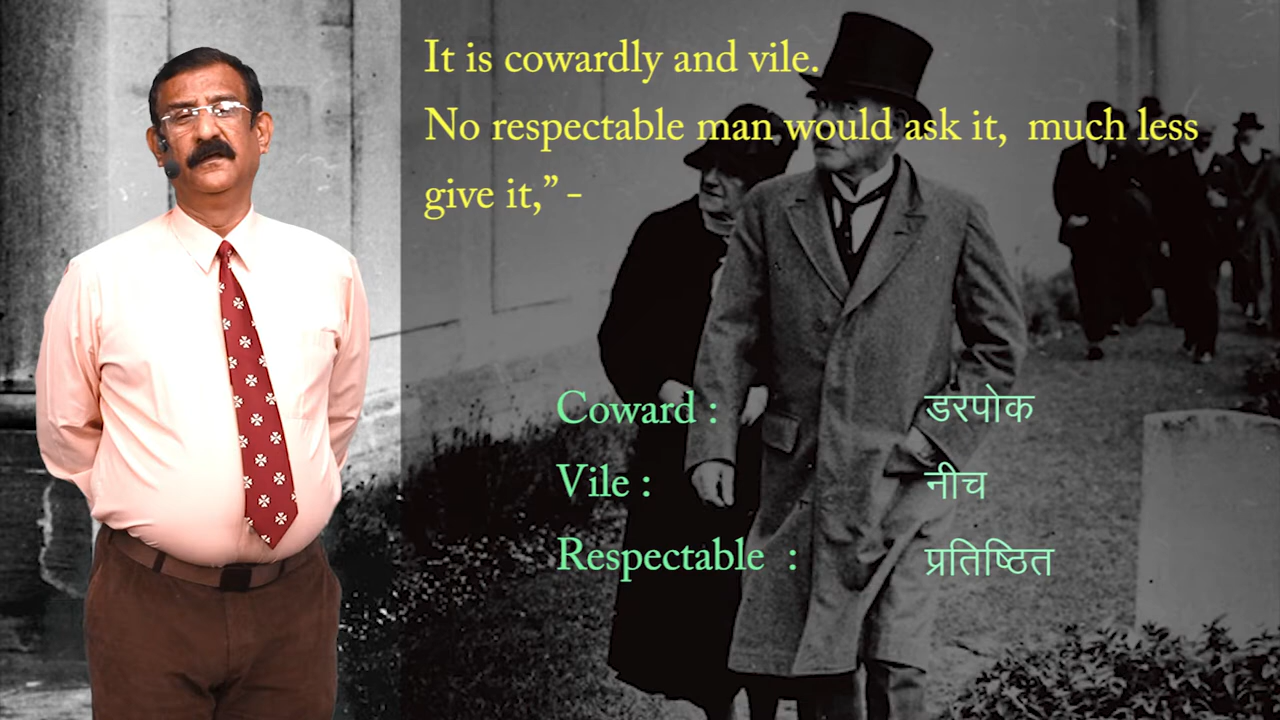 It is cowardly and vile.
No respectable man would ask it, much less
give it,” -
Coward : डरपोक
Vile : नीच
Respectable : प्रतिष्ठित